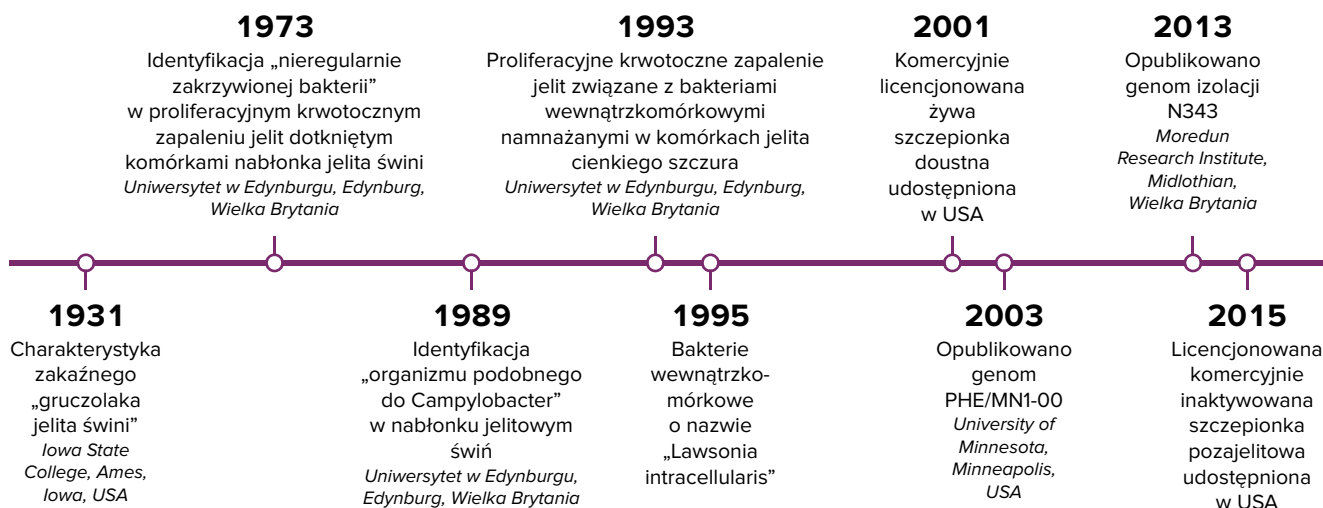 1973
Identyfikacja „nieregularnie
zakrzywionej bakterii”
w proliferacyjnym krwotocznym
zapaleniu jelit dotkniętym
komórkami nabłonka jelita świni
Uniwersytet w Edynburgu, Edynburg,
Wielka Brytania
1993
Proliferacyjne krwotoczne zapalenie
jelit związane z bakteriami
wewnątrzkomórkowymi
namnażanymi w komórkach jelita
cienkiego szczura
Uniwersytet w Edynburgu, Edynburg,
Wielka Brytania
2001
Komercyjnie
licencjonowana
żywa
szczepionka
doustna
udostępniona
w USA
2013
Opublikowano
genom izolacji
N343
Moredun
Research Institute,
Midlothian,
Wielka Brytania
1931
Charakterystyka
zakaźnego
„gruczolaka
jelita świni”
Iowa State
College, Ames,
Iowa, USA
1989
Identyfikacja
„organizmu podobnego
do Campylobacter”
w nabłonku jelitowym
świń
Uniwersytet w Edynburgu,
Edynburg, Wielka Brytania
1995
Bakterie
wewnątrzko-
mórkowe
o nazwie
„Lawsonia
intracellularis”
2003
Opublikowano
genom
PHE/MN1-00
University of
Minnesota,
Minneapolis,
USA
2015
Licencjonowana
komercyjnie
inaktywowana
szczepionka
pozajelitowa
udostępniona
w USA